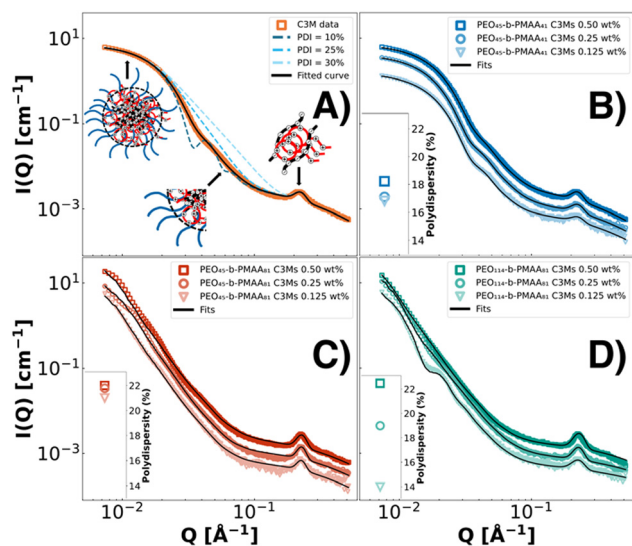 C3M data
PDI = 10%
PDI = 25%
PDI = 30%
Fitted curve
A)
I(Q) [cm⁻¹]
10¹
10⁻¹
10⁻³
PEO₄₅-b-PMAA₄₁ C3Ms 0.50 wt%
PEO₄₅-b-PMAA₄₁ C3Ms 0.25 wt%
PEO₄₅-b-PMAA₄₁ C3Ms 0.125 wt%
Fits
B)
20
18
16
14
Polydispersity (%)
PEO₄₅-b-PMAA₈₁ C3Ms 0.50 wt%
PEO₄₅-b-PMAA₈₁ C3Ms 0.25 wt%
PEO₄₅-b-PMAA₈₁ C3Ms 0.125 wt%
Fits
C)
I(Q) [cm⁻¹]
10¹
10⁻¹
10⁻³
22
20
18
16
14
Polydispersity (%)
10⁻²
10⁻¹
Q [Å⁻¹]
PEO₁₁₄-b-PMAA₈₁ C3Ms 0.50 wt%
PEO₁₁₄-b-PMAA₈₁ C3Ms 0.25 wt%
PEO₁₁₄-b-PMAA₈₁ C3Ms 0.125 wt%
Fits
D)
22
20
18
16
14
Polydispersity (%)
10⁻²
10⁻¹
Q [Å⁻¹]